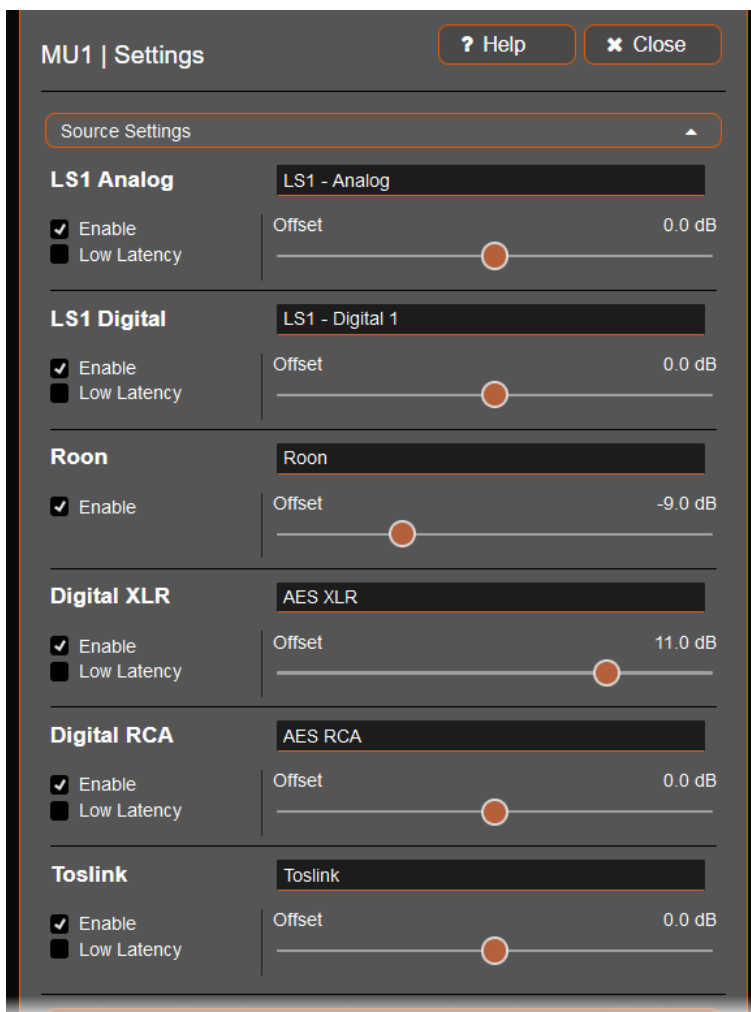 MU1 | Settings
? Help
✖ Close
Source Settings
LS1 Analog
LS1 - Analog
Enable
Low Latency
Offset
0.0 dB
LS1 Digital
LS1 - Digital 1
Enable
Low Latency
Offset
0.0 dB
Roon
Roon
Enable
Offset
-9.0 dB
Digital XLR
AES XLR
Enable
Low Latency
Offset
11.0 dB
Digital RCA
AES RCA
Enable
Low Latency
Offset
0.0 dB
Toslink
Toslink
Enable
Low Latency
Offset
0.0 dB